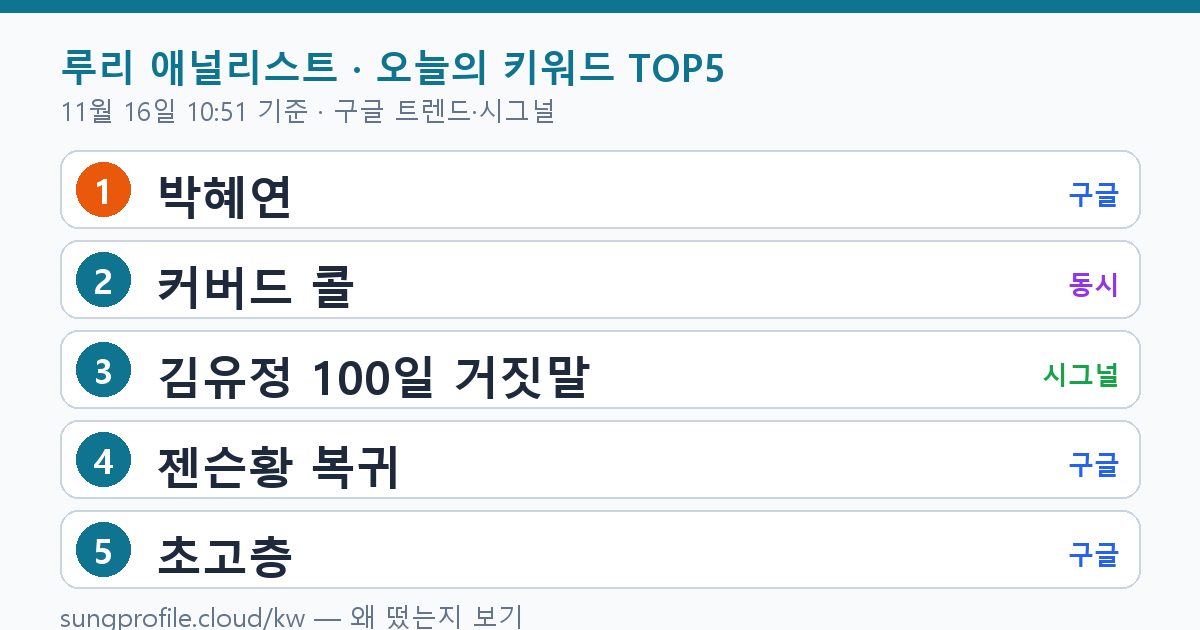 루리 애널리스트 · 오늘의 키워드 TOP5
11월 16일 10:51 기준 · 구글 트렌드·시그널
1 박혜연 구글
2 커버드 콜 동시
3 김유정 100일 거짓말 시그널
4 젠슨황 복귀 구글
5 초고층 구글
sungprofile.cloud/kw — 왜 떴는지 보기